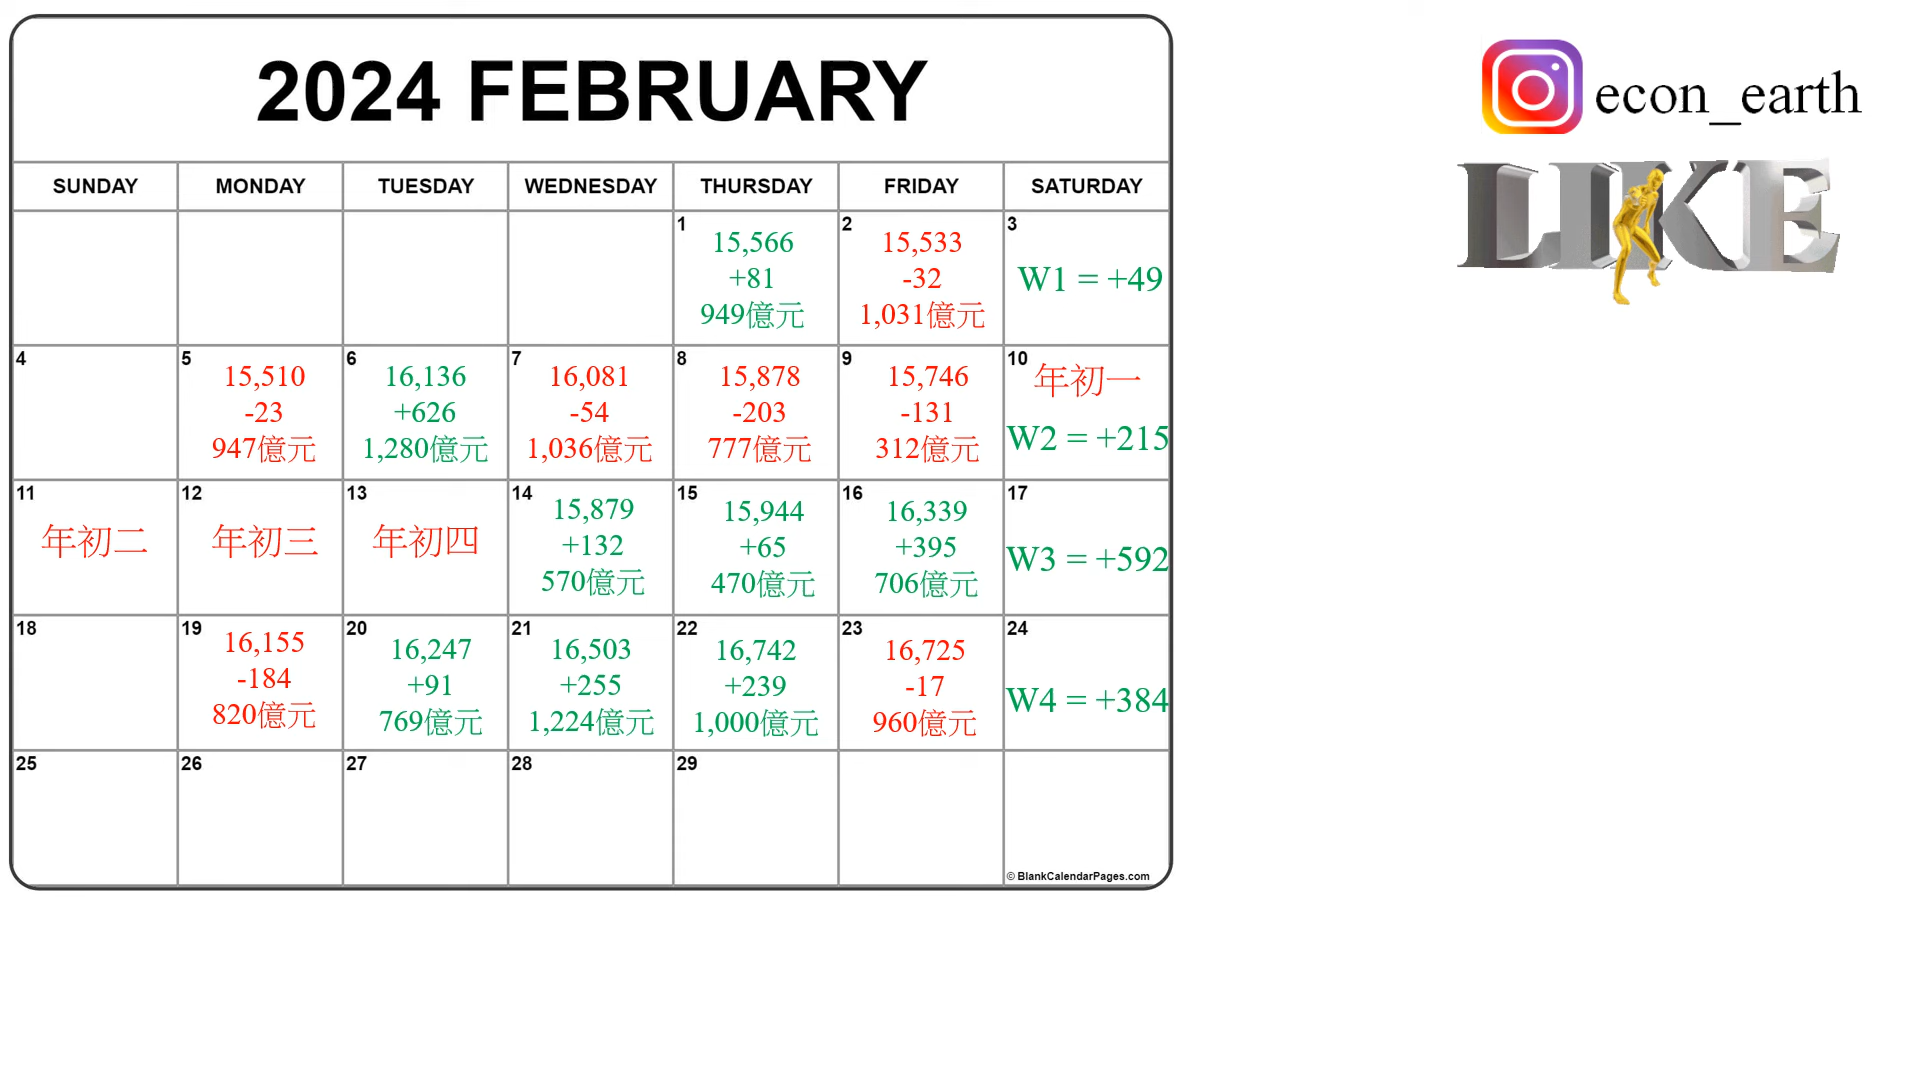 2024 FEBRUARY
econ_earth
LIKE
SUNDAY MONDAY TUESDAY WEDNESDAY THURSDAY FRIDAY SATURDAY
1
15,566
+81
949億元
2
15,533
-32
1,031億元
3
W1 = +49
4
5
15,510
-23
947億元
6
16,136
+626
1,280億元
7
16,081
-54
1,036億元
8
15,878
-203
777億元
9
15,746
-131
312億元
10
年初一
W2 = +215
11
年初二
12
年初三
13
年初四
14
15,879
+132
570億元
15
15,944
+65
470億元
16
16,339
+395
706億元
17
W3 = +592
18
19
16,155
-184
820億元
20
16,247
+91
769億元
21
16,503
+255
1,224億元
22
16,742
+239
1,000億元
23
16,725
-17
960億元
24
W4 = +384
25
26
27
28
29
© BlankCalendarPages.com